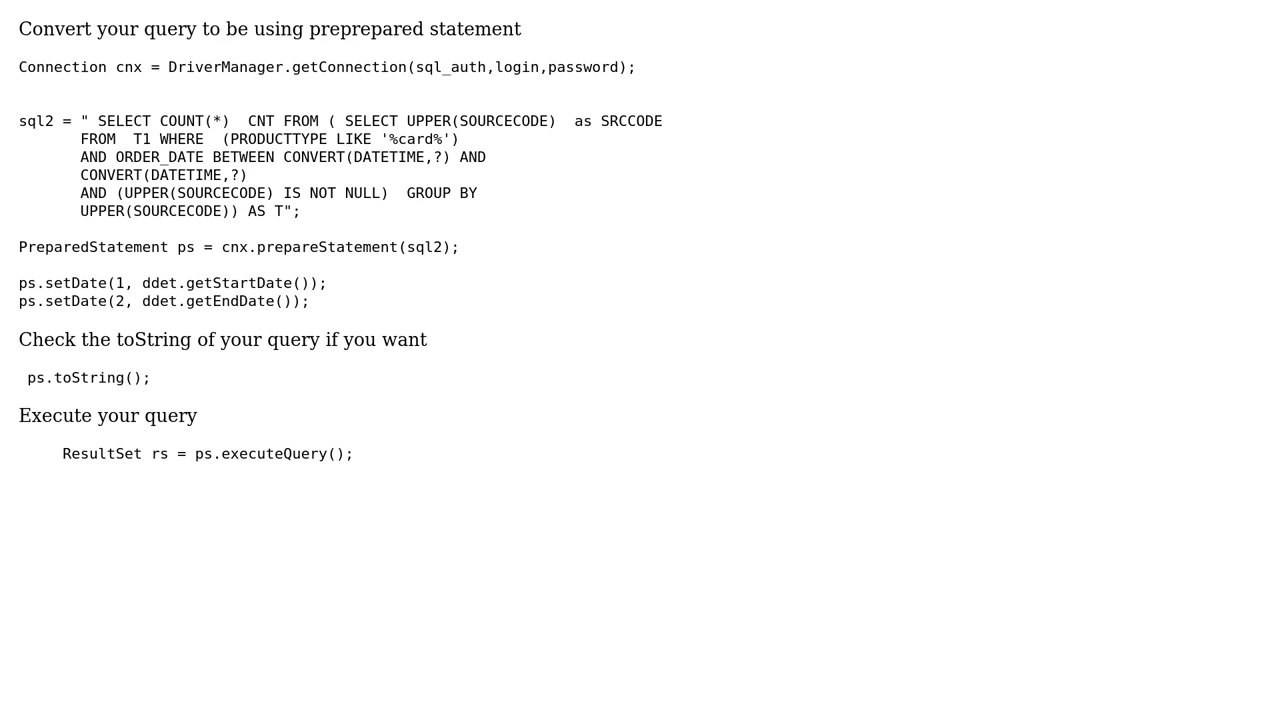 Convert your query to be using preprepared statement
Connection cnx = DriverManager.getConnection(sql_auth,login,password);
sql2 = " SELECT COUNT(*)  CNT FROM ( SELECT UPPER(SOURCECODE)  as SRCCODE
       FROM  T1 WHERE  (PRODUCTTYPE LIKE '%card%')
       AND ORDER_DATE BETWEEN CONVERT(DATETIME,?) AND
       CONVERT(DATETIME,?)
       AND (UPPER(SOURCECODE) IS NOT NULL)  GROUP BY
       UPPER(SOURCECODE)) AS T";
PreparedStatement ps = cnx.prepareStatement(sql2);
ps.setDate(1, ddet.getStartDate());
ps.setDate(2, ddet.getEndDate());
Check the toString of your query if you want
 ps.toString();
Execute your query
     ResultSet rs = ps.executeQuery();